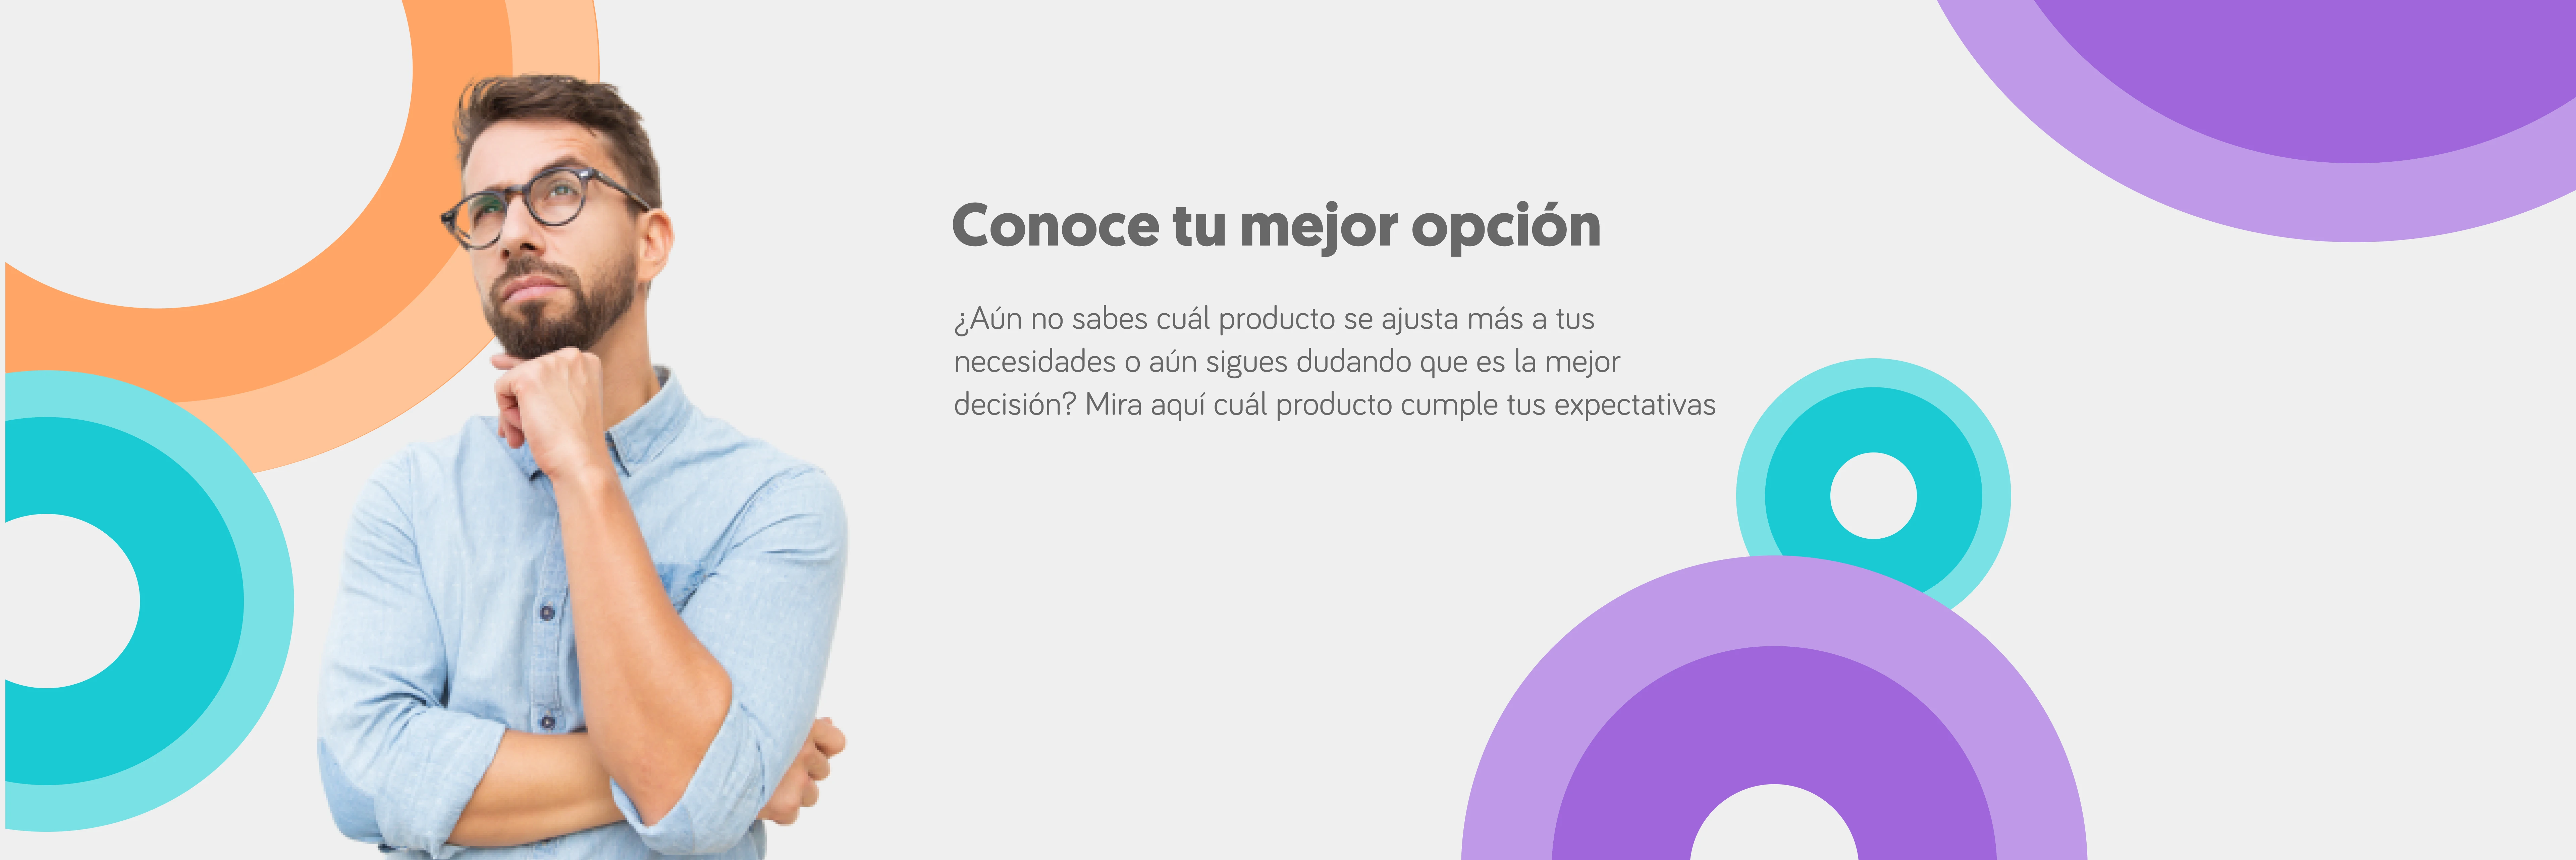 Conoce tu mejor opción
¿Aún no sabes cuál producto se ajusta más a tus
necesidades o aún sigues dudando que es la mejor
decisión? Mira aquí cuál producto cumple tus expectativas